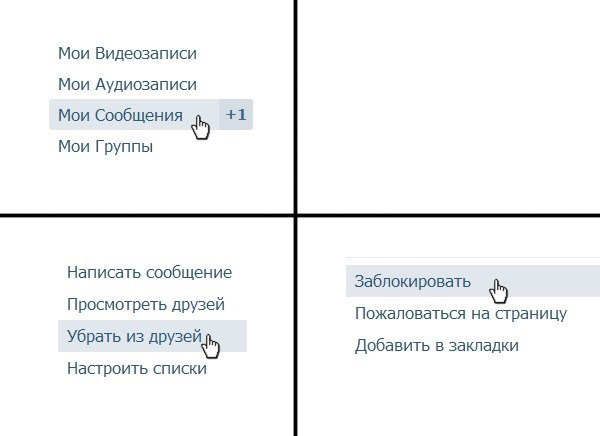 Мои Видеозаписи
Мои Аудиозаписи
Мои Сообщения +1
Мои Группы
Написать сообщение
Просмотреть друзей
Убрать из друзей
Настроить списки
Заблокировать
Пожаловаться на страницу
Добавить в закладки